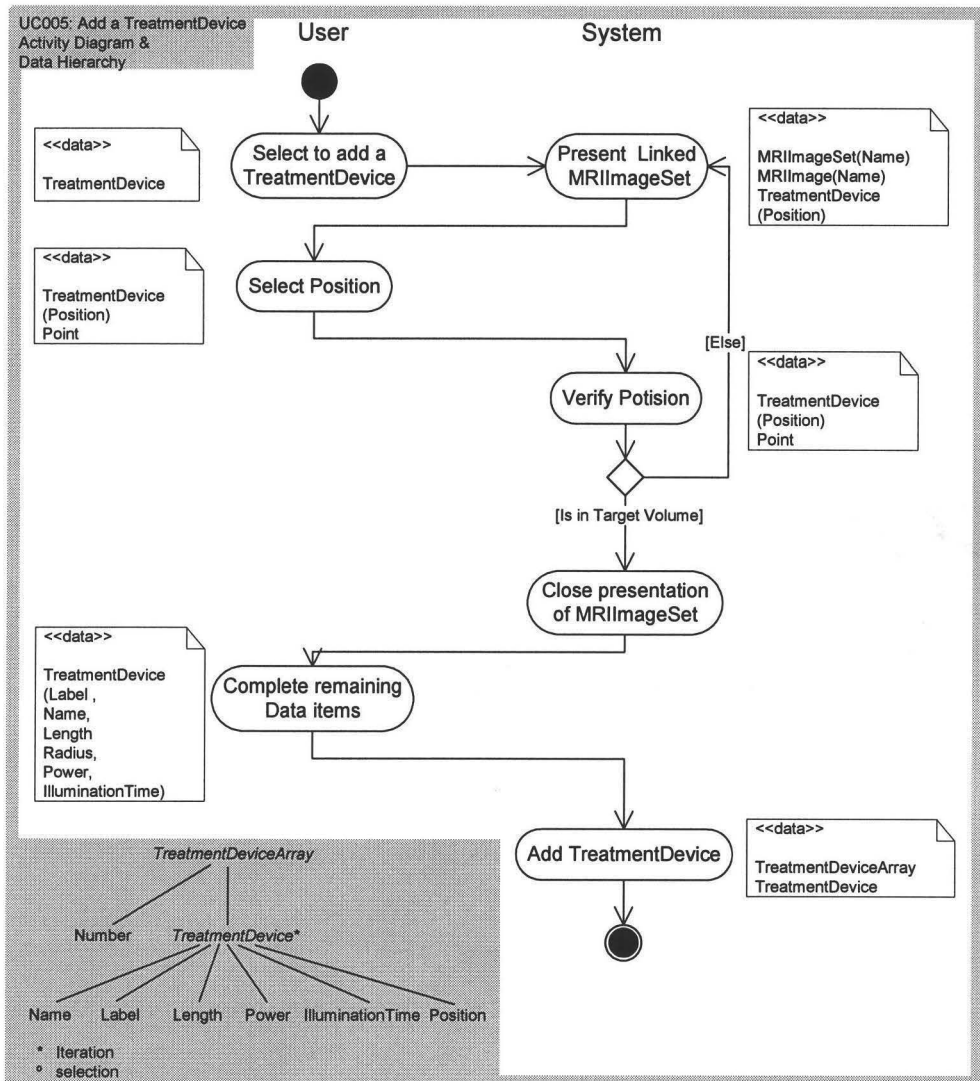 UC005: Add a TreatmentDevice
Activity Diagram &
Data Hierarchy
User
System
<<data>>
TreatmentDevice
Select to add a
TreatmentDevice
Present Linked
MRIImageSet
<<data>>
MRIImageSet(Name)
MRIImage(Name)
TreatmentDevice
(Position)
<<data>>
TreatmentDevice
(Position)
Point
Select Position
[Else]
Verify Potision
<<data>>
TreatmentDevice
(Position)
Point
[Is in Target Volume]
Close presentation
of MRIImageSet
<<data>>
TreatmentDevice
(Label ,
Name,
Length
Radius,
Power,
IlluminationTime)
Complete remaining
Data items
Add TreatmentDevice
<<data>>
TreatmentDeviceArray
TreatmentDevice
TreatmentDeviceArray
Number
TreatmentDevice*
Name Label Length Power IlluminationTime Position
* Iteration
° selection